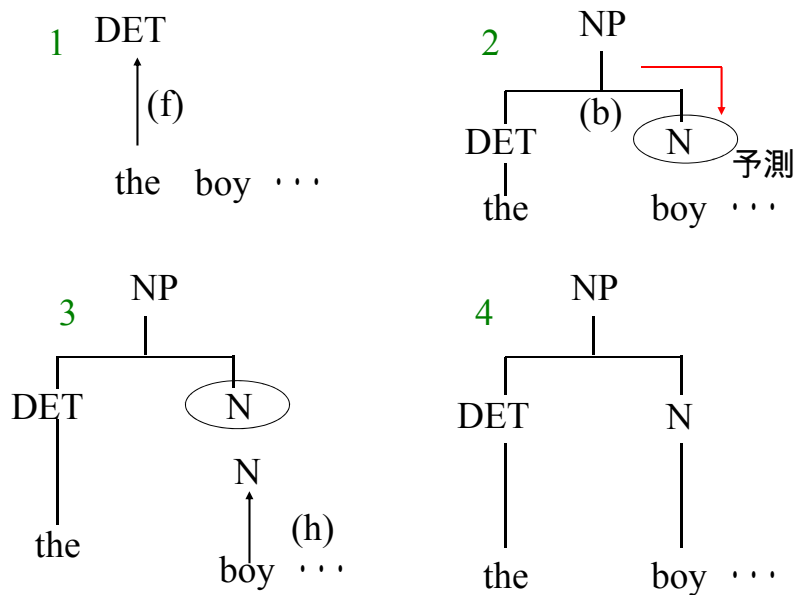 1
DET
(f)
the boy ・・・
2
NP
(b)
DET
N
予測
the
boy ・・・
3
NP
DET
N
N
(h)
the
boy ・・・
4
NP
DET
N
the
boy ・・・